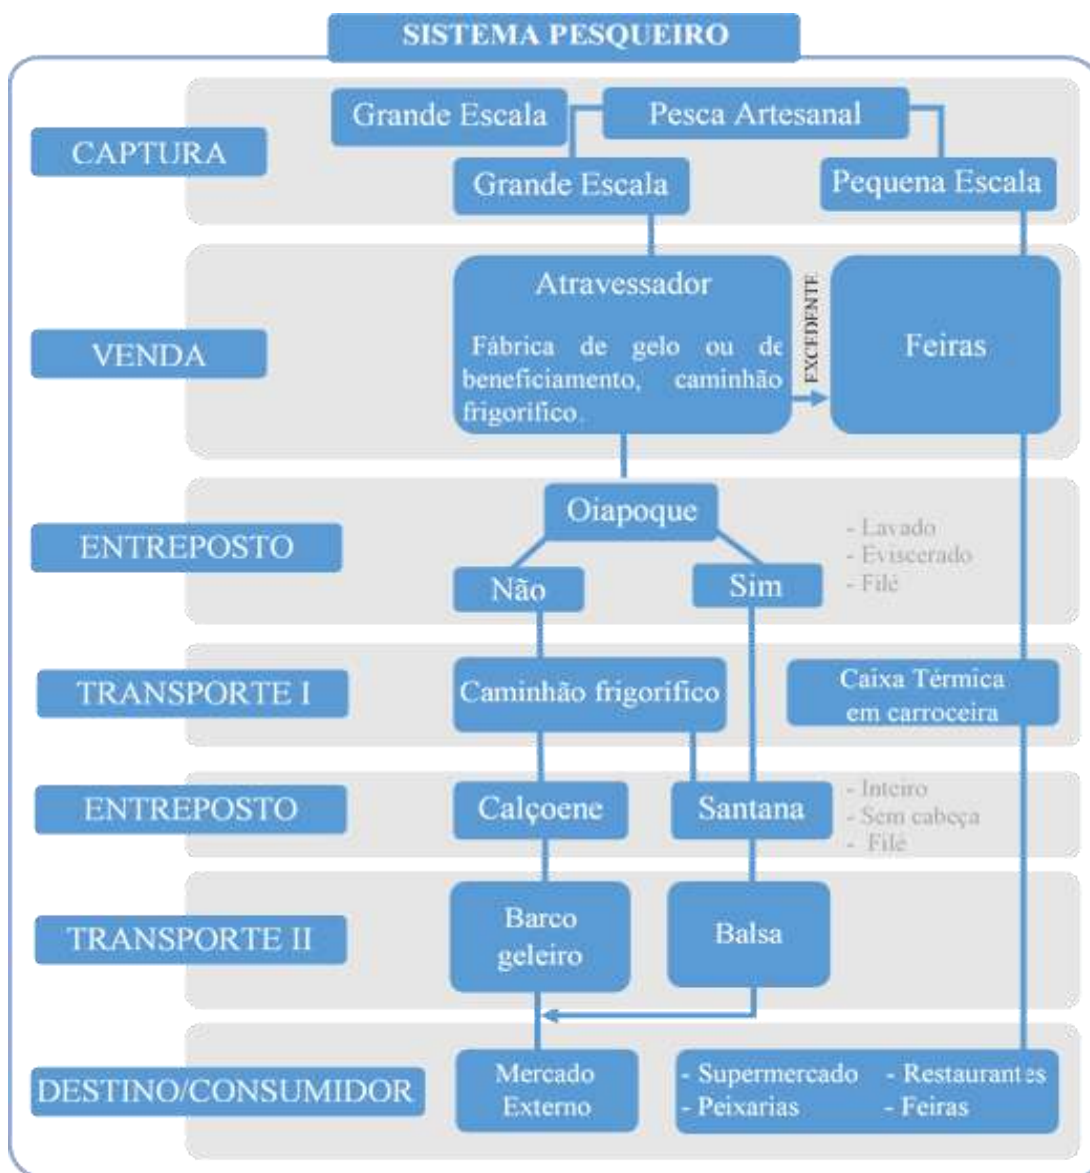 SISTEMA PESQUEIRO
Grande Escala
Pesca Artesanal
CAPTURA
Grande Escala
Pequena Escala
Atravessador
EXCEDENTE
Fábrica de gelo ou de
beneficiamento, caminhão
frigorífico.
Feiras
VENDA
Oiapoque
ENTREPOSTO
Não
Sim
- Lavado
- Eviscerado
- Filé
TRANSPORTE I
Caminhão frigorífico
Caixa Térmica
em carroceira
ENTREPOSTO
Calçoene
Santana
- Inteiro
- Sem cabeça
- Filé
TRANSPORTE II
Barco
geleiro
Balsa
DESTINO/CONSUMIDOR
Mercado
Externo
- Supermercado - Restaurantes
- Peixarias - Feiras